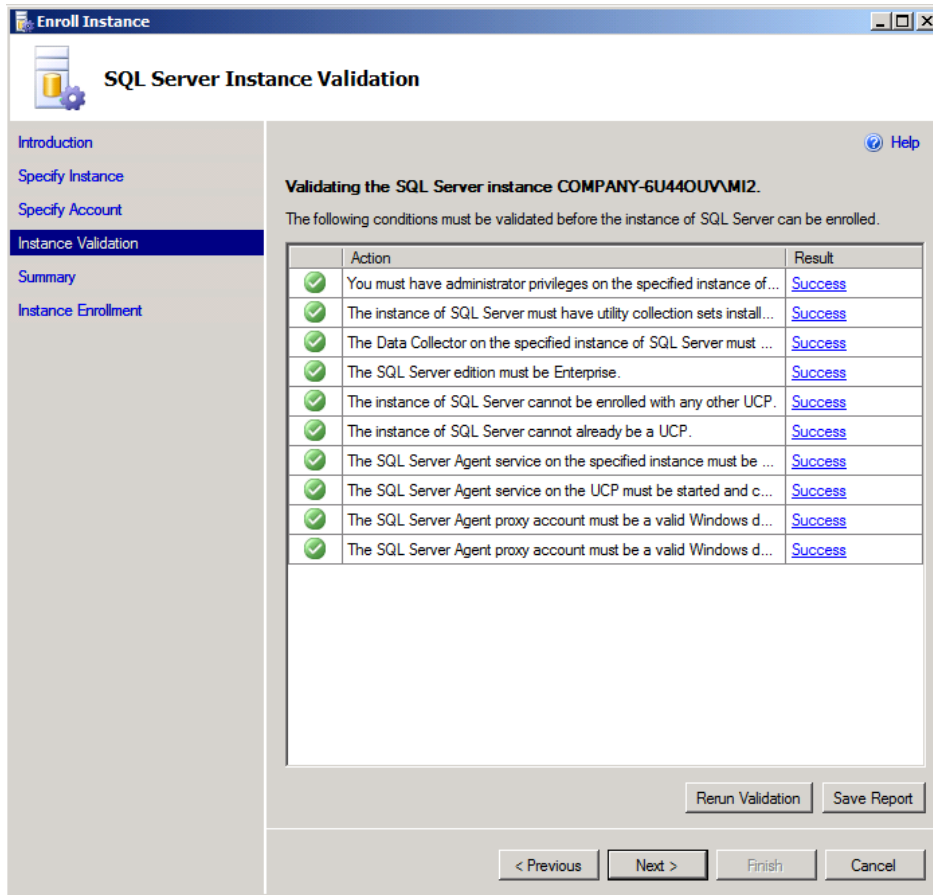 Enroll Instance
SQL Server Instance Validation
Introduction
Specify Instance
Specify Account
Instance Validation
Summary
Instance Enrollment
Help
Validating the SQL Server instance COMPANY-6U44OUV\MI2.
The following conditions must be validated before the instance of SQL Server can be enrolled.
Action Result
You must have administrator privileges on the specified instance of... Success
The instance of SQL Server must have utility collection sets install... Success
The Data Collector on the specified instance of SQL Server must ... Success
The SQL Server edition must be Enterprise. Success
The instance of SQL Server cannot be enrolled with any other UCP. Success
The instance of SQL Server cannot already be a UCP. Success
The SQL Server Agent service on the specified instance must be ... Success
The SQL Server Agent service on the UCP must be started and c... Success
The SQL Server Agent proxy account must be a valid Windows d... Success
The SQL Server Agent proxy account must be a valid Windows d... Success
Rerun Validation Save Report
< Previous Next > Finish Cancel